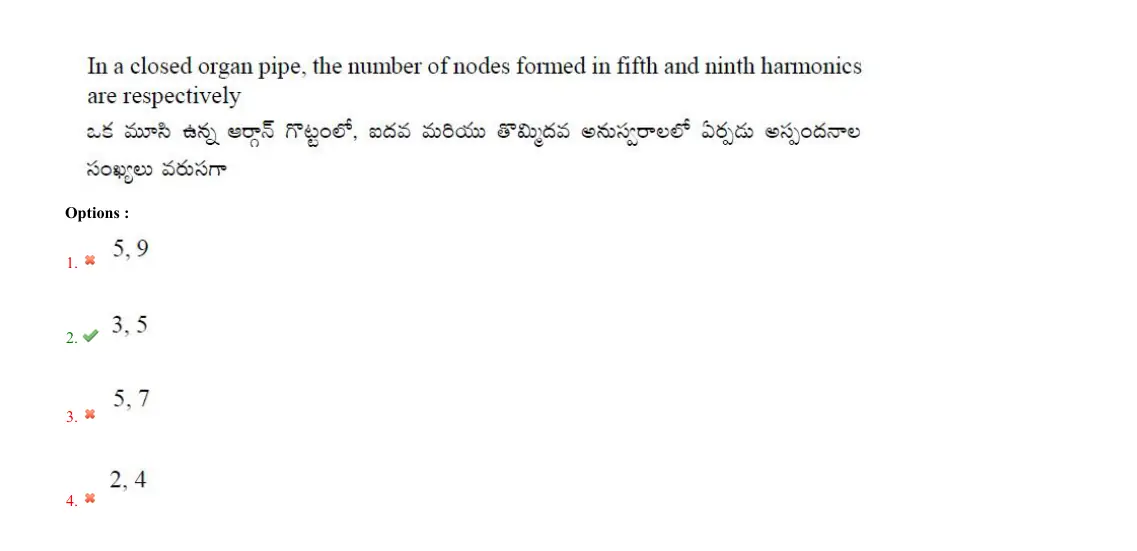 In a closed organ pipe, the number of nodes formed in fifth and ninth harmonics
are respectively
ఒక మూసి ఉన్న ఆర్గాన్ గొట్టంలో, ఐదవ మరియు తొమ్మిదవ అనుస్వరాలలో ఏర్పడు అస్పందనాల
సంఖ్యలు వరుసగా
Options :
1. 5, 9
2. 3, 5
3. 5, 7
4. 2, 4